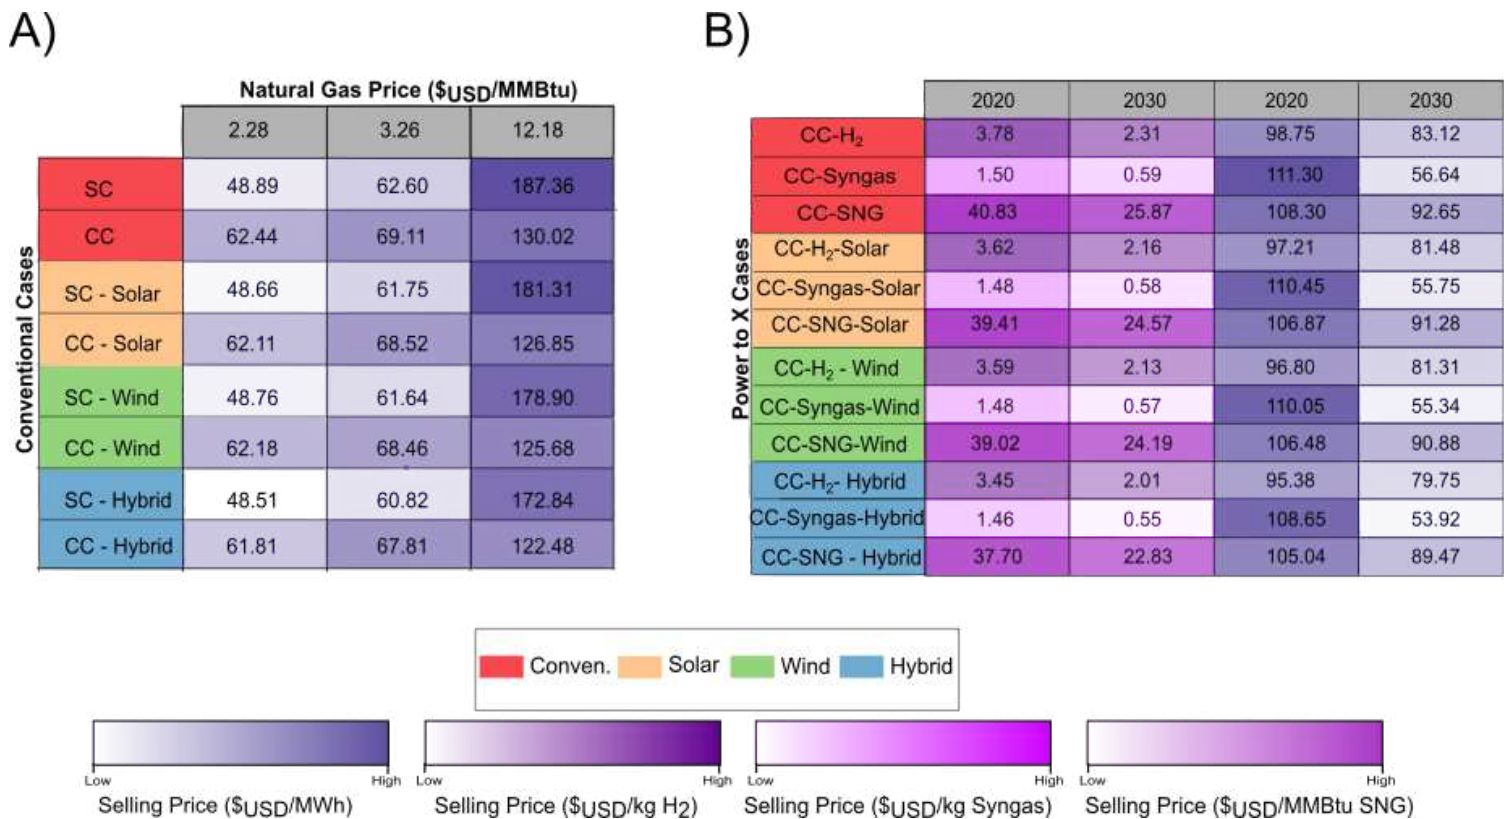 A)
Natural Gas Price ($USD/MMBtu)
2.28 3.26 12.18
Conventional Cases
SC 48.89 62.60 187.36
CC 62.44 69.11 130.02
SC - Solar 48.66 61.75 181.31
CC - Solar 62.11 68.52 126.85
SC - Wind 48.76 61.64 178.90
CC - Wind 62.18 68.46 125.68
SC - Hybrid 48.51 60.82 172.84
CC - Hybrid 61.81 67.81 122.48
B)
2020 2030 2020 2030
Power to X Cases
CC-H2 3.78 2.31 98.75 83.12
CC-Syngas 1.50 0.59 111.30 56.64
CC-SNG 40.83 25.87 108.30 92.65
CC-H2-Solar 3.62 2.16 97.21 81.48
CC-Syngas-Solar 1.48 0.58 110.45 55.75
CC-SNG-Solar 39.41 24.57 106.87 91.28
CC-H2 - Wind 3.59 2.13 96.80 81.31
CC-Syngas-Wind 1.48 0.57 110.05 55.34
CC-SNG-Wind 39.02 24.19 106.48 90.88
CC-H2- Hybrid 3.45 2.01 95.38 79.75
CC-Syngas-Hybrid 1.46 0.55 108.65 53.92
CC-SNG - Hybrid 37.70 22.83 105.04 89.47
Conven. Solar Wind Hybrid
Low High Low High Low High Low High
Selling Price ($USD/MWh) Selling Price ($USD/kg H2) Selling Price ($USD/kg Syngas) Selling Price ($USD/MMBtu SNG)